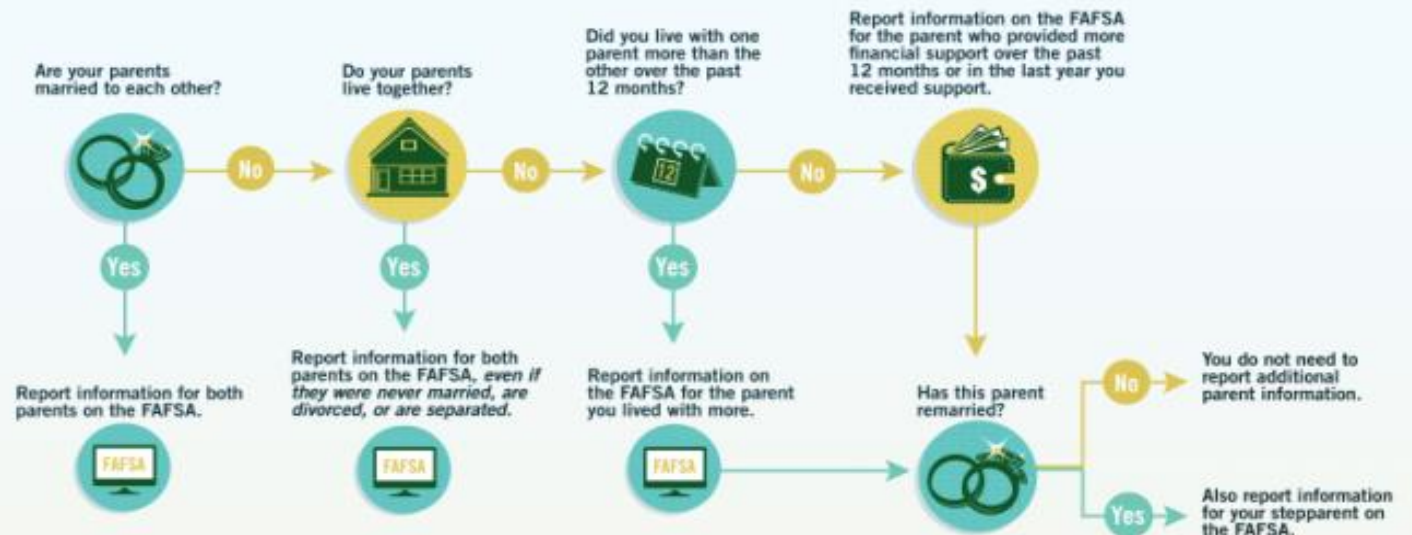 Are your parents
married to each other?
No
Do your parents
live together?
No
Did you live with one
parent more than the
other over the past
12 months?
12
No
Report information on the FAFSA
for the parent who provided more
financial support over the past
12 months or in the last year you
received support.
$
Yes
Yes
Yes
Report information for both
parents on the FAFSA.
FAFSA
Report information for both
parents on the FAFSA, even if
they were never married, are
divorced, or are separated.
FAFSA
Report information on
the FAFSA for the parent
you lived with more.
FAFSA
Has this parent
remarried?
No
You do not need to
report additional
parent information.
Yes
Also report information
for your stepparent on
the FAFSA.